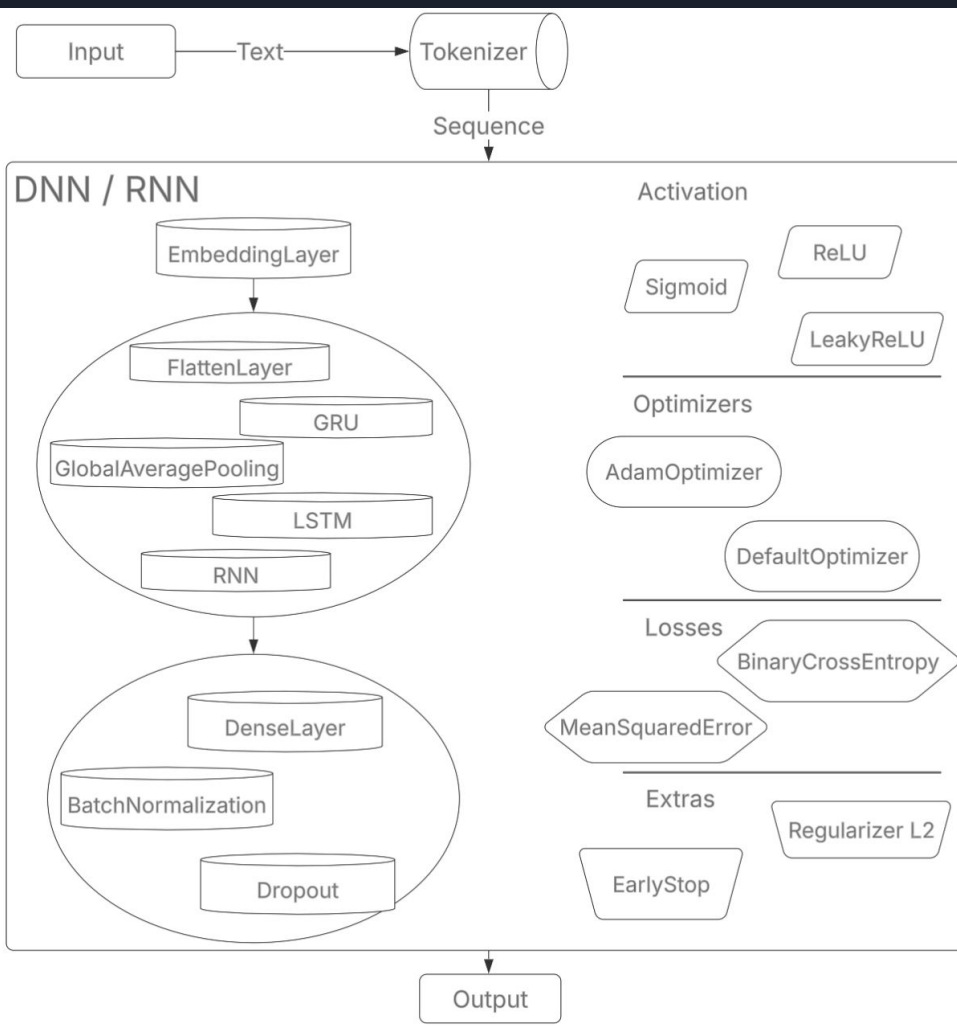 Input
Text
Tokenizer
Sequence
DNN / RNN
EmbeddingLayer
FlattenLayer
GRU
GlobalAveragePooling
LSTM
RNN
DenseLayer
BatchNormalization
Dropout
Activation
ReLU
Sigmoid
LeakyReLU
Optimizers
AdamOptimizer
DefaultOptimizer
Losses
BinaryCrossEntropy
MeanSquaredError
Extras
Regularizer L2
EarlyStop
Output